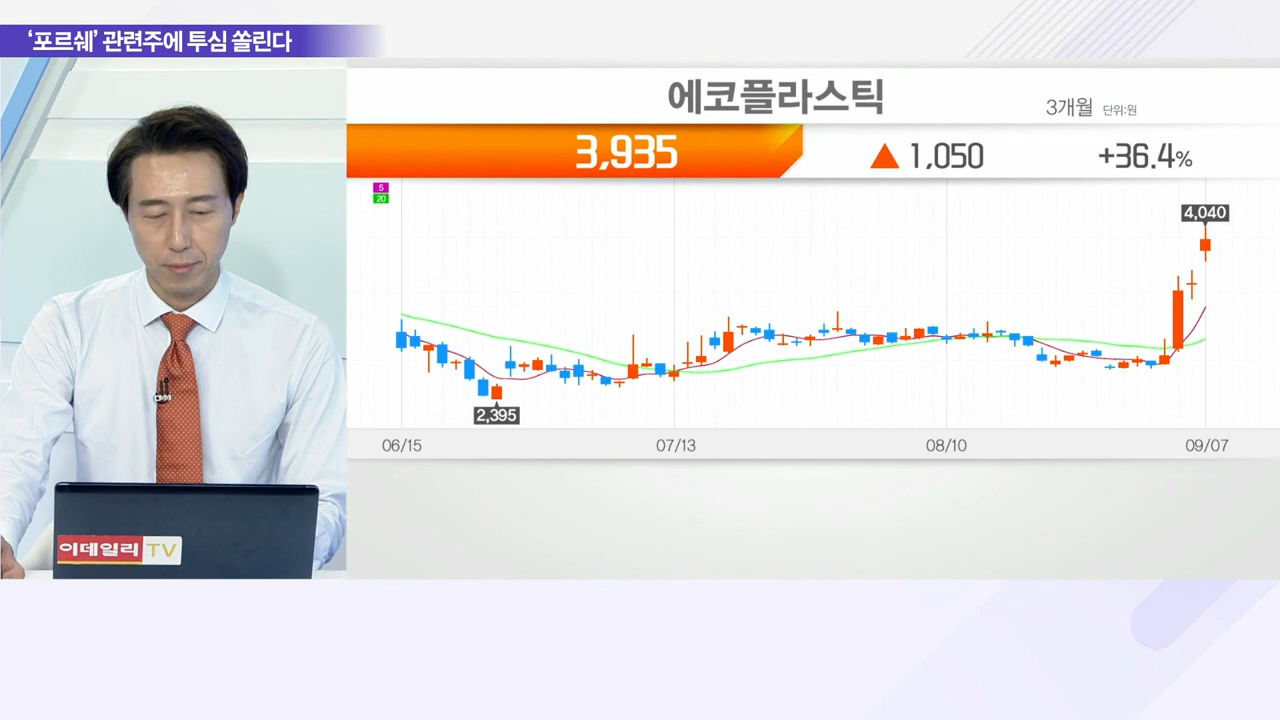 ‘포르쉐’ 관련주에 투심 쏠린다
에코플라스틱
3개월 단위:원
3,935 ▲ 1,050 +36.4%
5
20
4,040
2,395
06/15 07/13 08/10 09/07
이데일리 TV